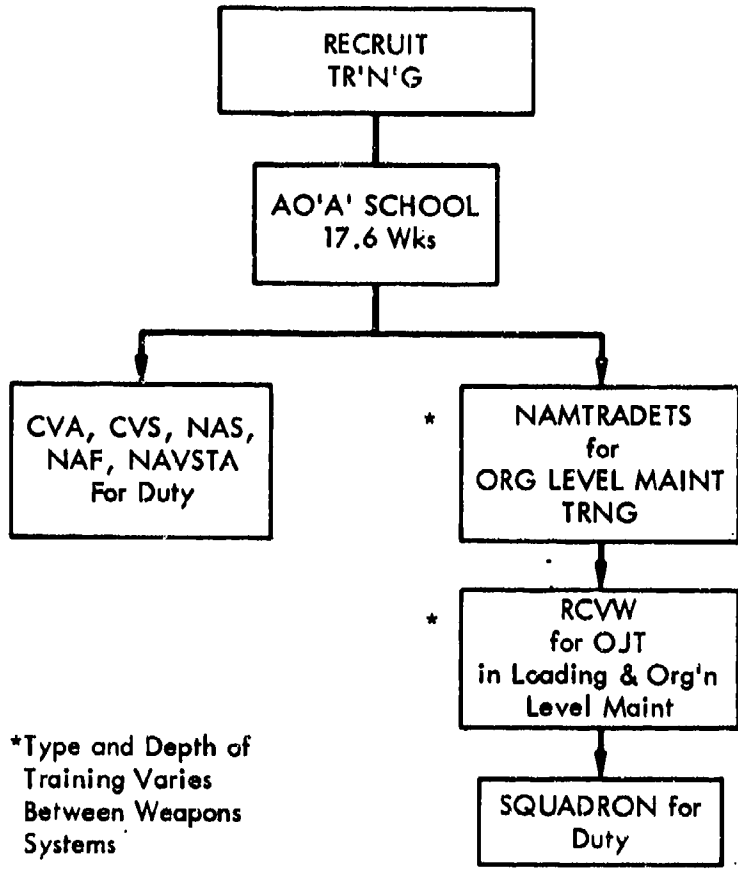 RECRUIT
TR'N'G
AO'A' SCHOOL
17.6 Wks
CVA, CVS, NAS,
NAF, NAVSTA
For Duty
*
NAMTRADETS
for
ORG LEVEL MAINT
TRNG
*
RCVW
for OJT
in Loading & Org'n
Level Maint
*Type and Depth of
Training Varies
Between Weapons
Systems
SQUADRON for
Duty